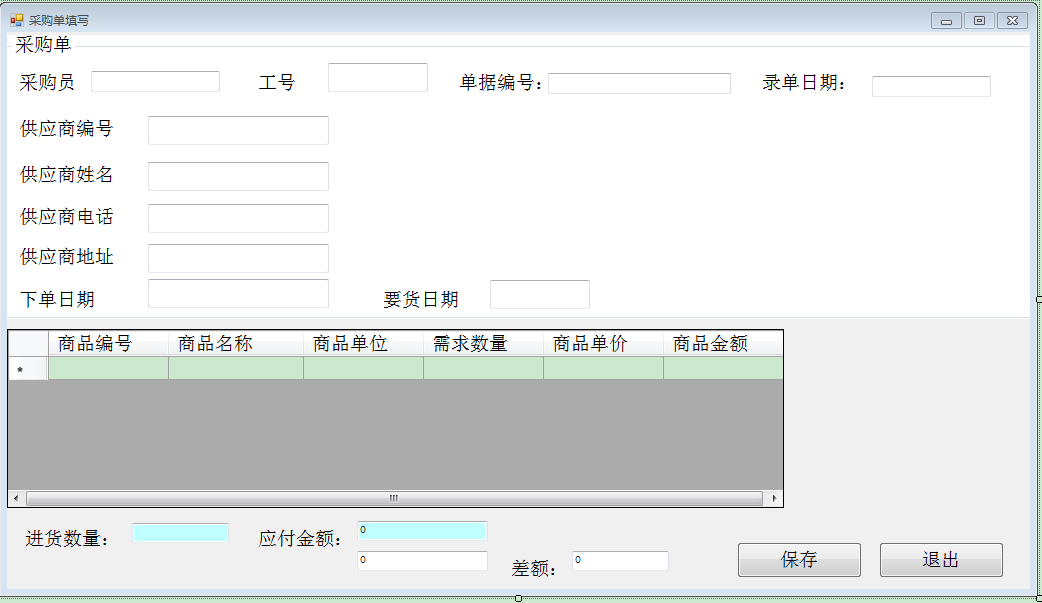 采购单填写
采购单
采购员 工号 单据编号： 录单日期：
供应商编号
供应商姓名
供应商电话
供应商地址
下单日期 要货日期
商品编号 商品名称 商品单位 需求数量 商品单价 商品金额
*
进货数量： 应付金额： 0
0 差额： 0
保存 退出